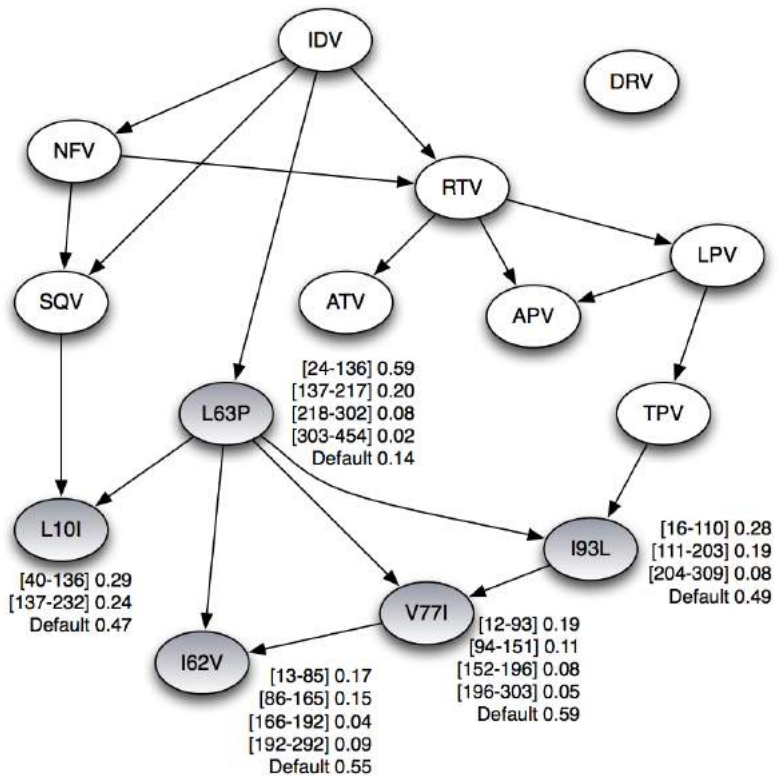 IDV
DRV
NFV
RTV
LPV
SQV
ATV
APV
[24-136] 0.59
[137-217] 0.20
[218-302] 0.08
[303-454] 0.02
Default 0.14
L63P
TPV
L10I
[40-136] 0.29
[137-232] 0.24
Default 0.47
I93L
[16-110] 0.28
[111-203] 0.19
[204-309] 0.08
Default 0.49
V77I
[12-93] 0.19
[94-151] 0.11
[152-196] 0.08
[196-303] 0.05
Default 0.59
I62V
[13-85] 0.17
[86-165] 0.15
[166-192] 0.04
[192-292] 0.09
Default 0.55